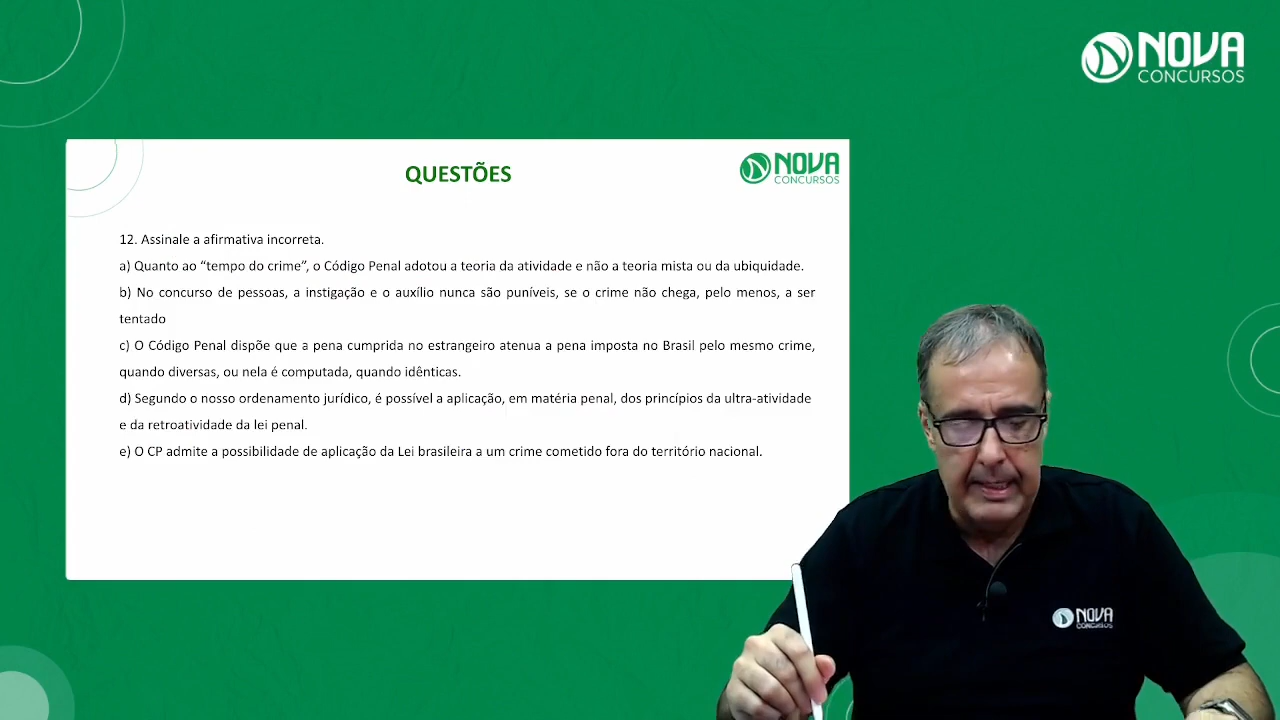 NOVA
CONCURSOS
QUESTÕES
NOVA
CONCURSOS
12. Assinale a afirmativa incorreta.
a) Quanto ao “tempo do crime”, o Código Penal adotou a teoria da atividade e não a teoria mista ou da ubiquidade.
b) No concurso de pessoas, a instigação e o auxílio nunca são puníveis, se o crime não chega, pelo menos, a ser
tentado
c) O Código Penal dispõe que a pena cumprida no estrangeiro atenua a pena imposta no Brasil pelo mesmo crime,
quando diversas, ou nela é computada, quando idênticas.
d) Segundo o nosso ordenamento jurídico, é possível a aplicação, em matéria penal, dos princípios da ultra-atividade
e da retroatividade da lei penal.
e) O CP admite a possibilidade de aplicação da Lei brasileira a um crime cometido fora do território nacional.
NOVA
CONCURSOS